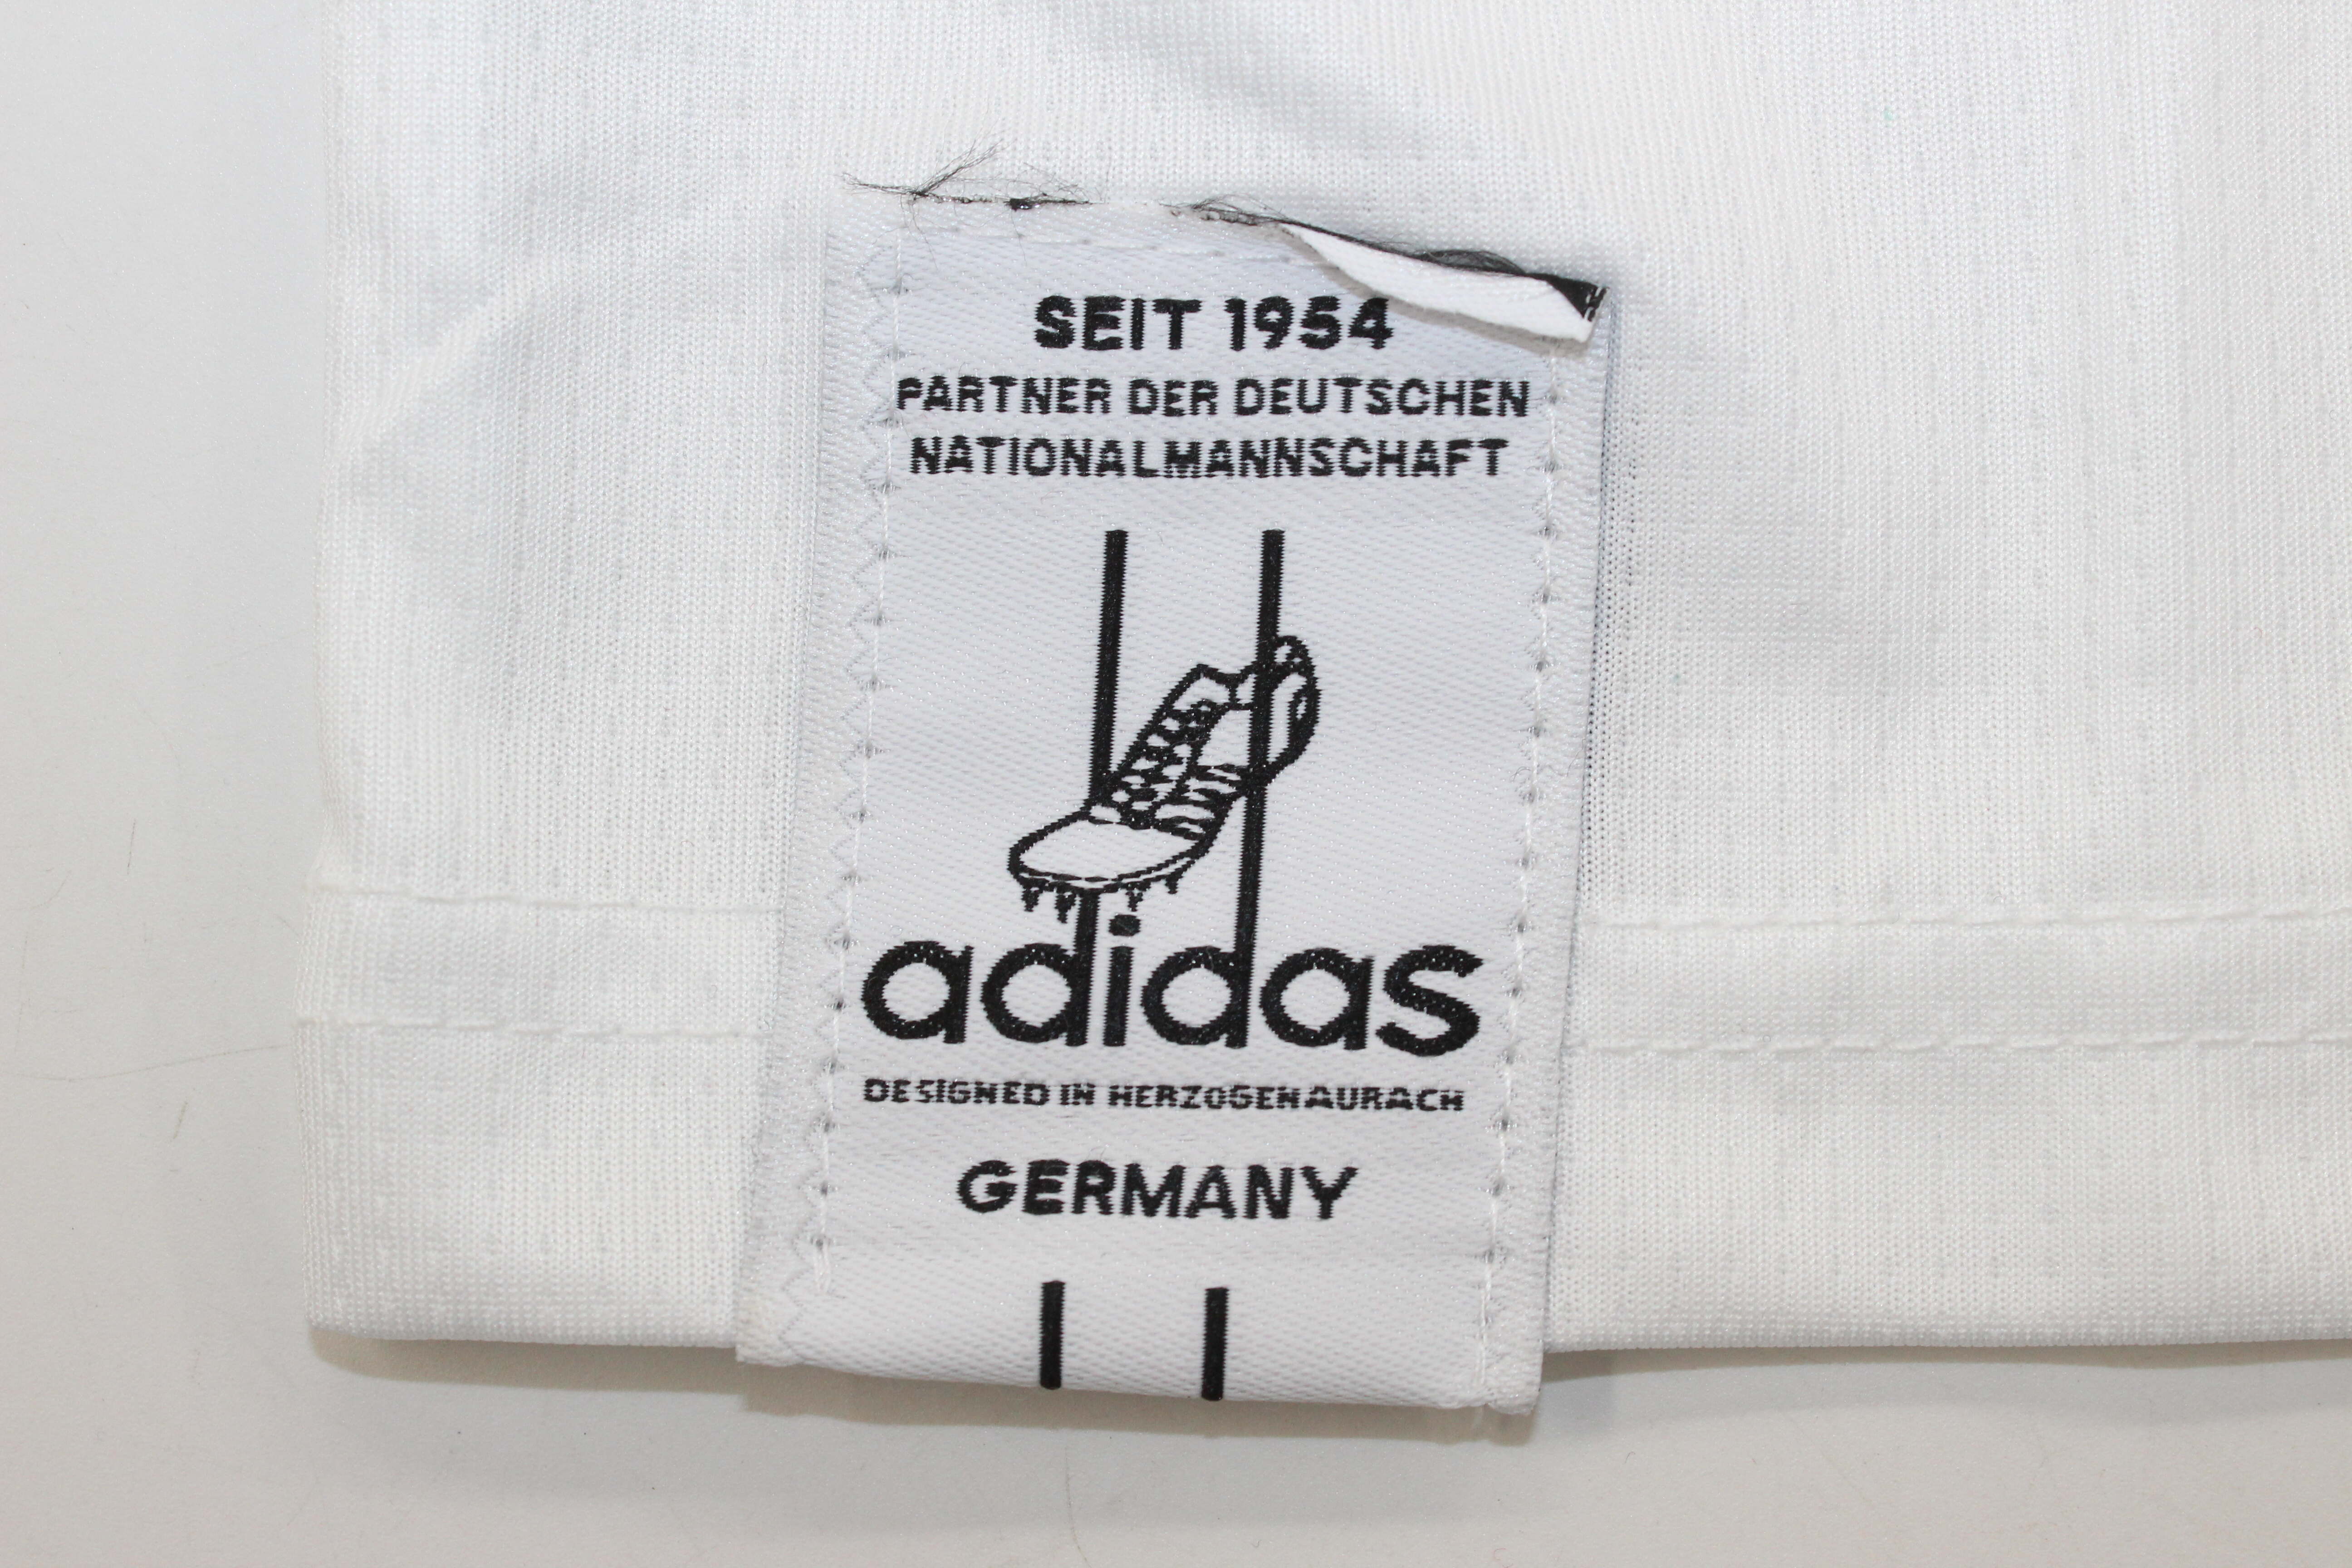 SEIT 1954
PARTNER DER DEUTSCHEN
NATIONALMANNSCHAFT
adidas
DESIGNED IN HERZOGENAURACH
GERMANY